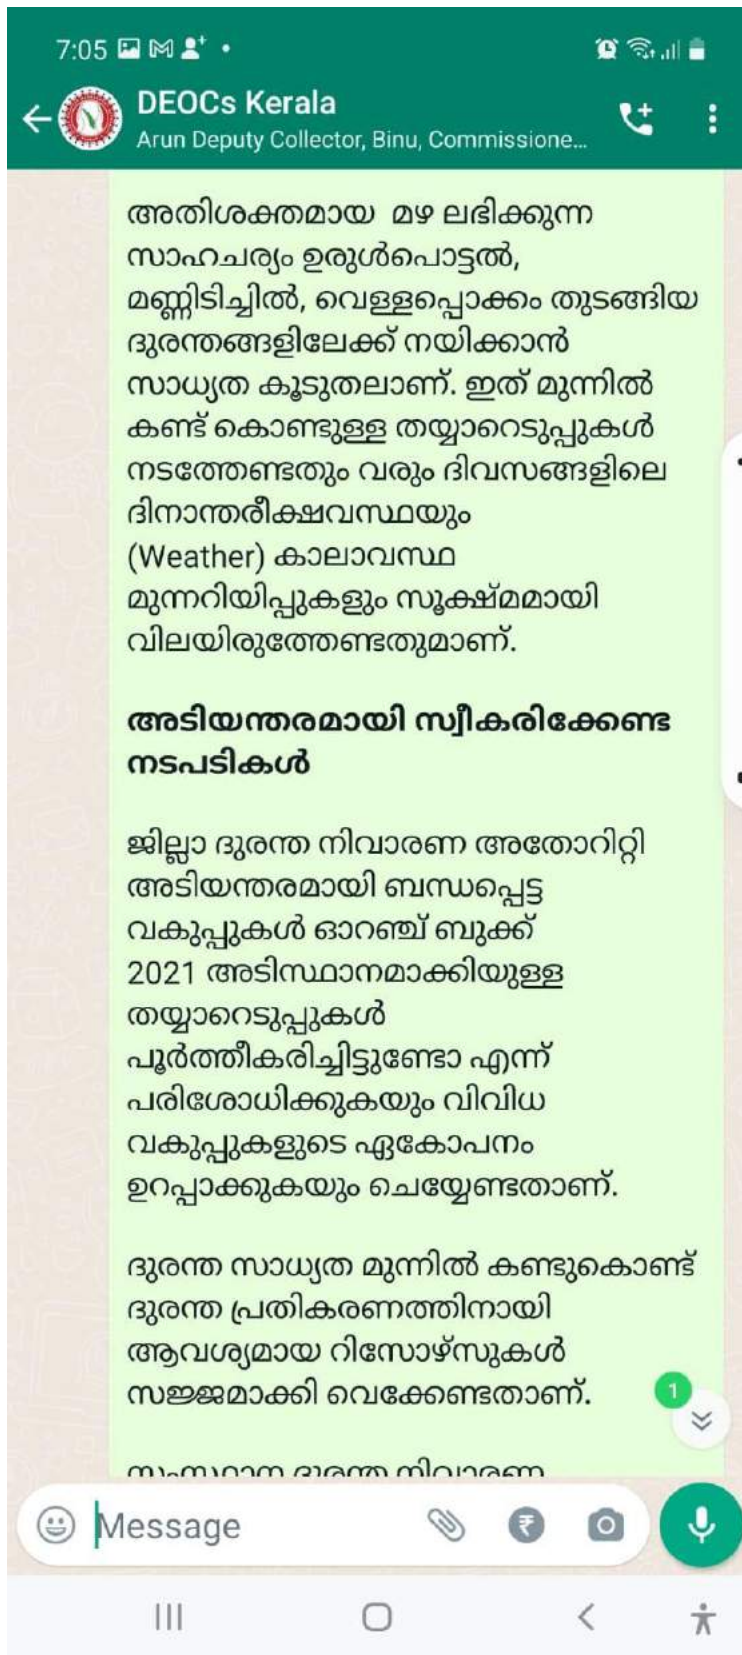 7:05
DEOCs Kerala
Arun Deputy Collector, Binu, Commissione...
അതിശക്തമായ മഴ ലഭിക്കുന്ന
സാഹചര്യം ഉരുൾപൊട്ടൽ,
മണ്ണിടിച്ചിൽ, വെള്ളപ്പൊക്കം തുടങ്ങിയ
ദുരന്തങ്ങളിലേക്ക് നയിക്കാൻ
സാധ്യത കൂടുതലാണ്. ഇത് മുന്നിൽ
കണ്ട് കൊണ്ടുള്ള തയ്യാറെടുപ്പുകൾ
നടത്തേണ്ടതും വരും ദിവസങ്ങളിലെ
ദിനാന്തരീക്ഷവസ്ഥയും
(Weather) കാലാവസ്ഥ
മുന്നറിയിപ്പുകളും സൂക്ഷ്മമായി
വിലയിരുത്തേണ്ടതുമാണ്.
അടിയന്തരമായി സ്വീകരിക്കേണ്ട
നടപടികൾ
ജില്ലാ ദുരന്ത നിവാരണ അതോറിറ്റി
അടിയന്തരമായി ബന്ധപ്പെട്ട
വകുപ്പുകൾ ഓറഞ്ച് ബുക്ക്
2021 അടിസ്ഥാനമാക്കിയുള്ള
തയ്യാറെടുപ്പുകൾ
പൂർത്തീകരിച്ചിട്ടുണ്ടോ എന്ന്
പരിശോധിക്കുകയും വിവിധ
വകുപ്പുകളുടെ ഏകോപനം
ഉറപ്പാക്കുകയും ചെയ്യേണ്ടതാണ്.
ദുരന്ത സാധ്യത മുന്നിൽ കണ്ടുകൊണ്ട്
ദുരന്ത പ്രതികരണത്തിനായി
ആവശ്യമായ റിസോഴ്സുകൾ
സജ്ജമാക്കി വെക്കേണ്ടതാണ്.
1
സംസ്ഥാന ദുരന്ത നിവാരണ
Message